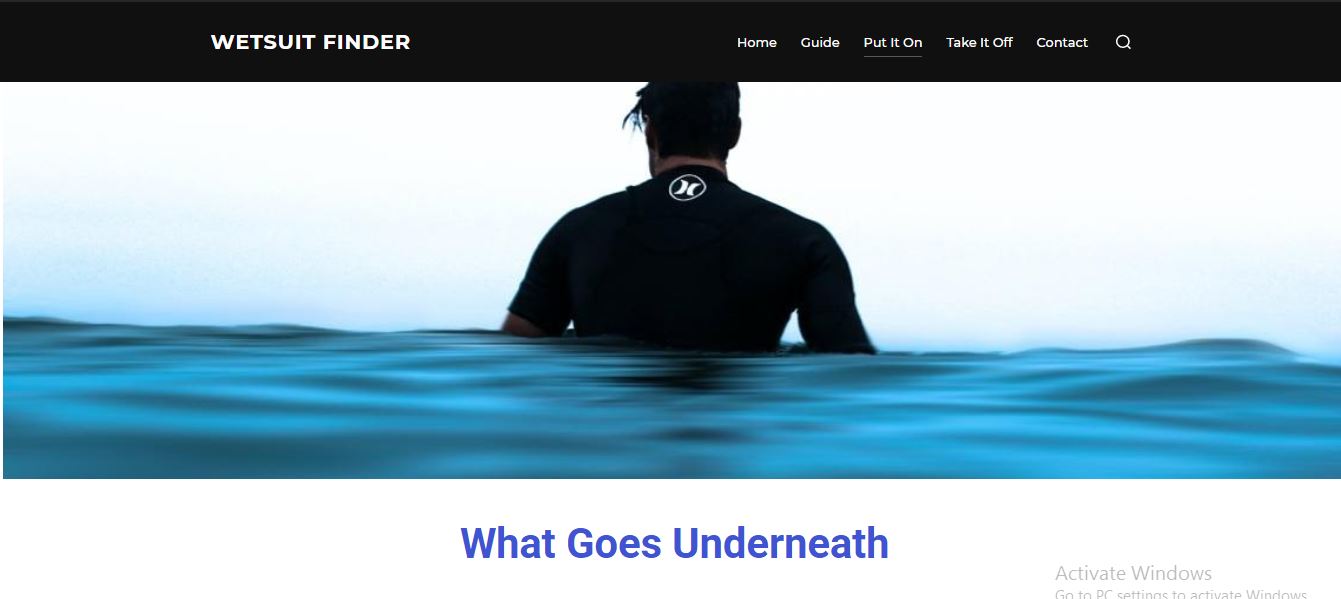 WETSUIT FINDER
Home Guide Put It On Take It Off Contact
What Goes Underneath
Activate Windows
Go to PC settings to activate Windows.